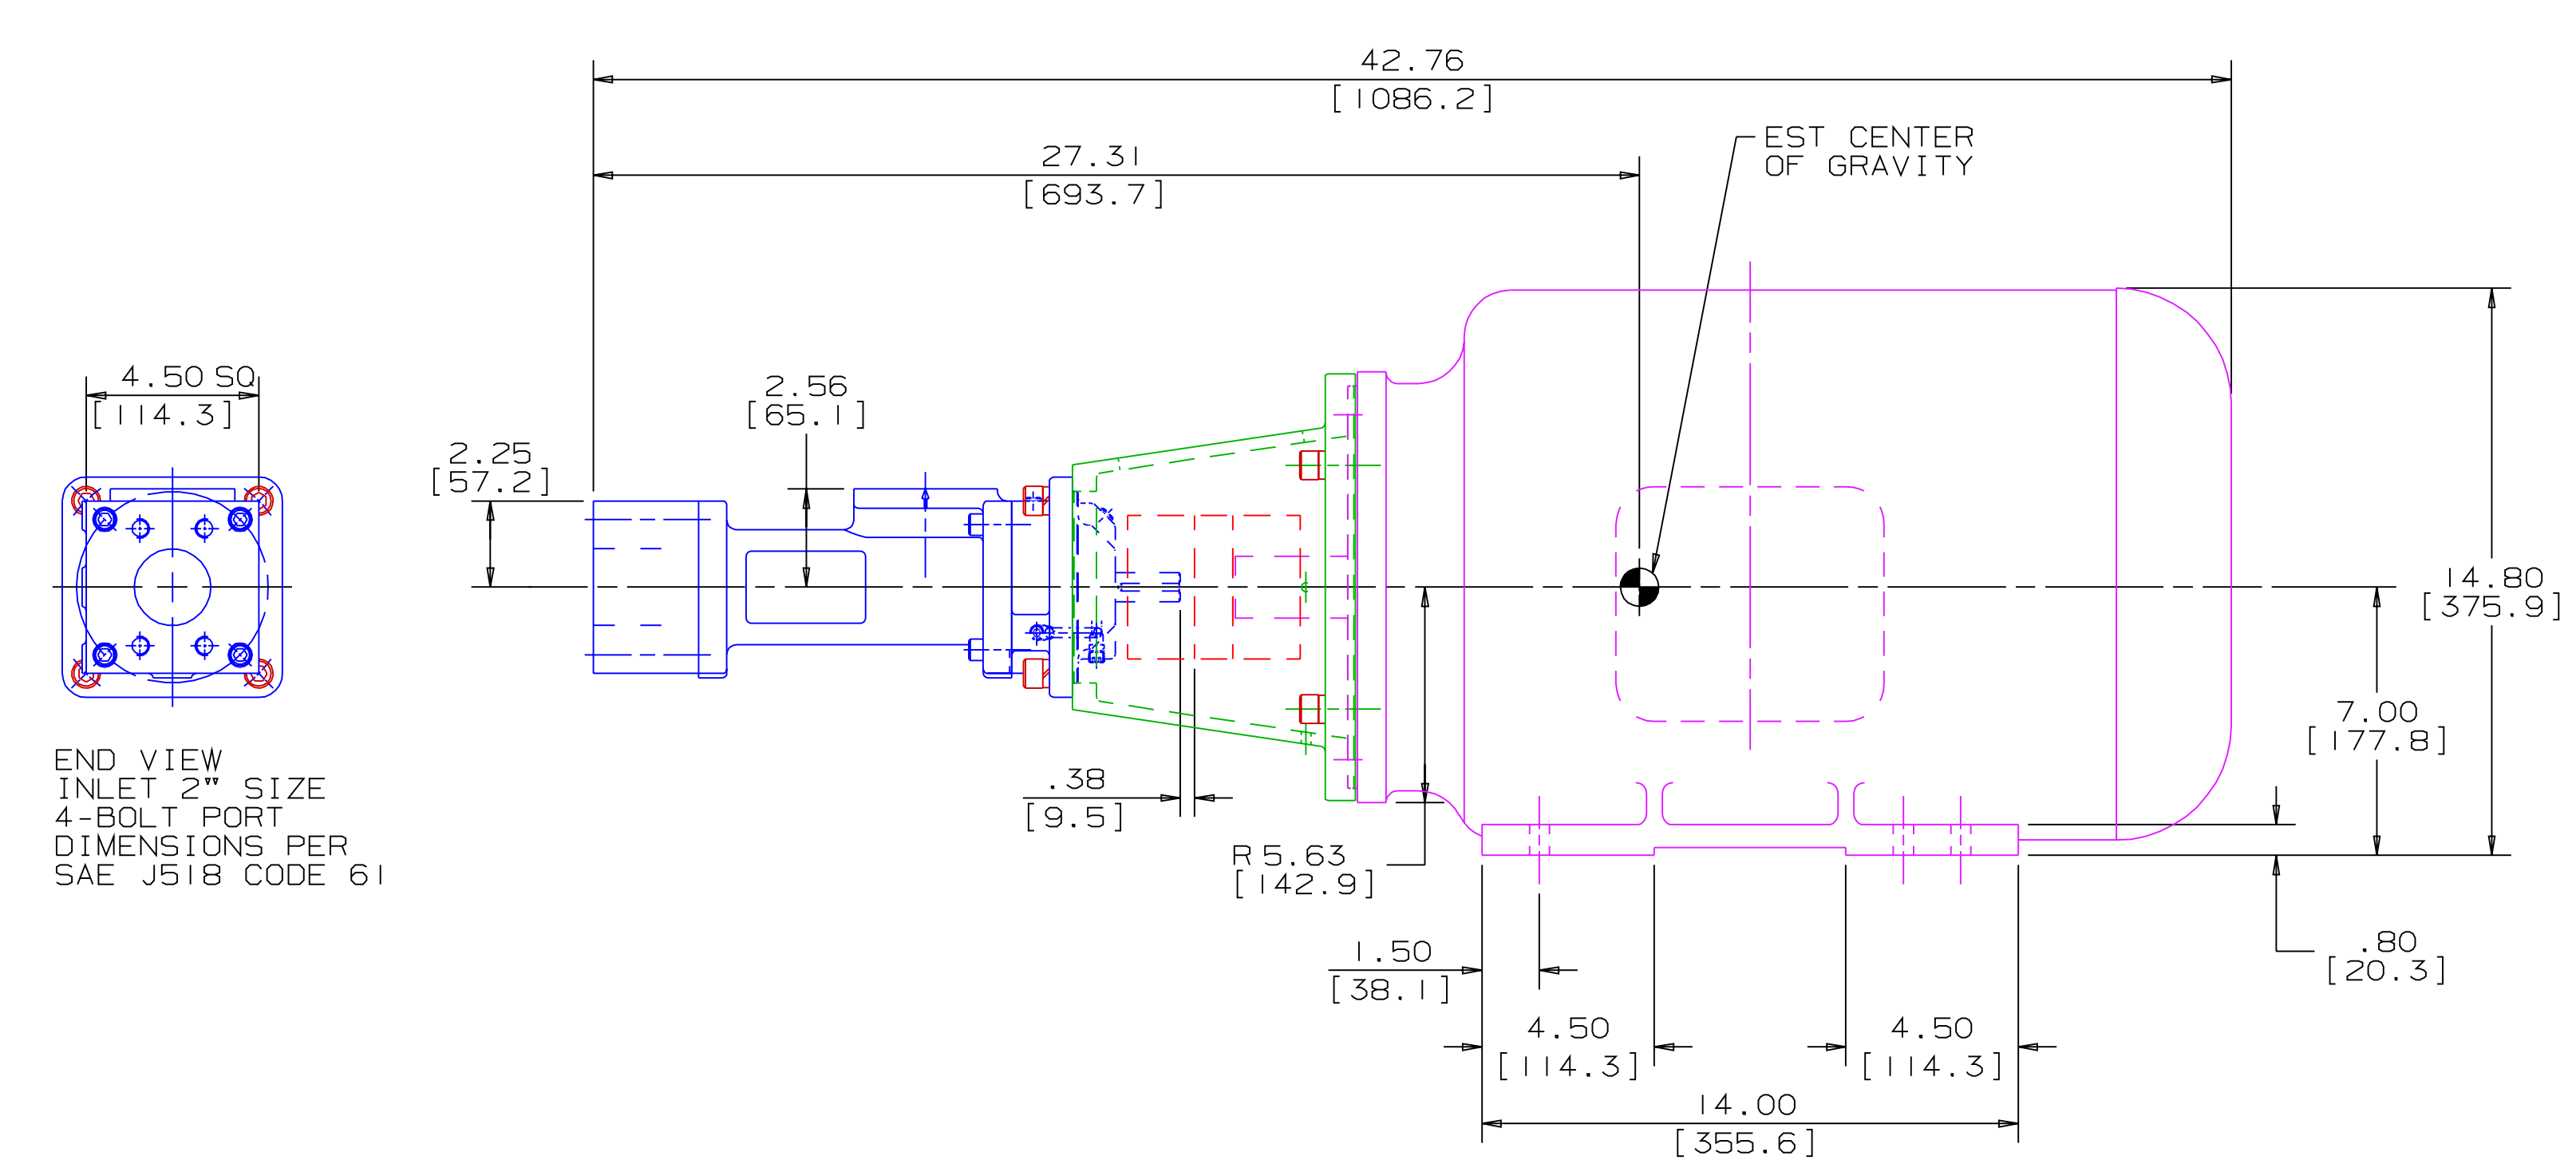 42.76
[1086.2]
27.31
[693.7]
EST CENTER
OF GRAVITY
4.50 SQ
[114.3]
2.25
[57.2]
2.56
[65.1]
14.80
[375.9]
7.00
[177.8]
.38
[9.5]
R 5.63
[142.9]
END VIEW
INLET 2" SIZE
4-BOLT PORT
DIMENSIONS PER
SAE J518 CODE 61
1.50
[38.1]
.80
[20.3]
4.50
[114.3]
4.50
[114.3]
14.00
[355.6]